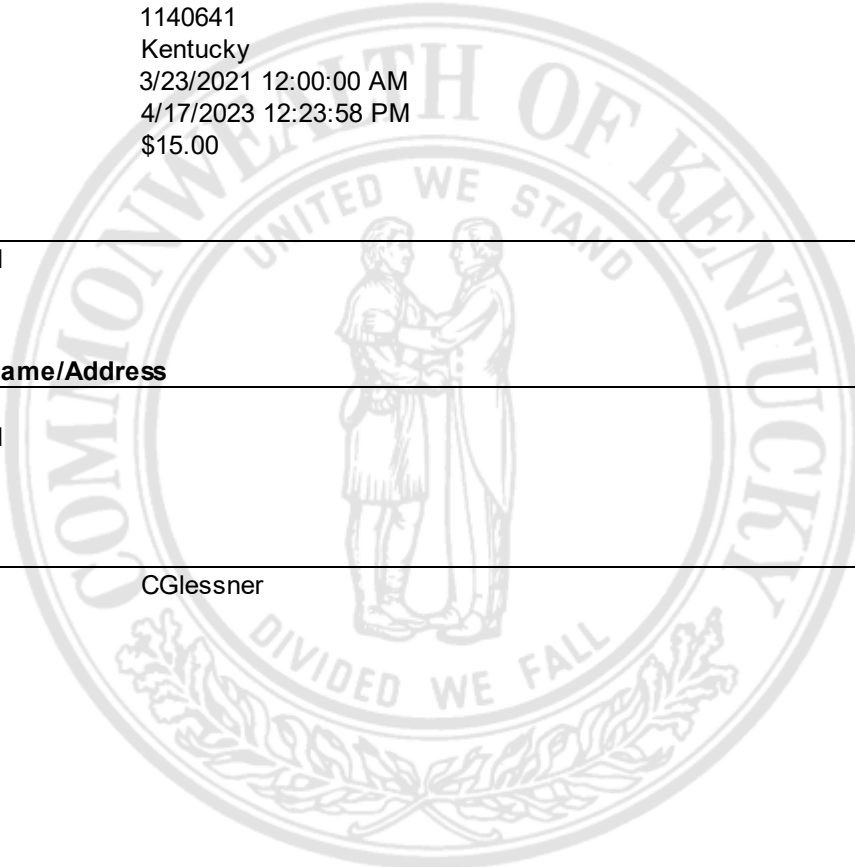 1140641
Kentucky
3/23/2021 12:00:00 AM
4/17/2023 12:23:58 PM
$15.00
ame/Address
CGlessner
COMMONWEALTH OF KENTUCKY
UNITED WE STAND
DIVIDED WE FALL